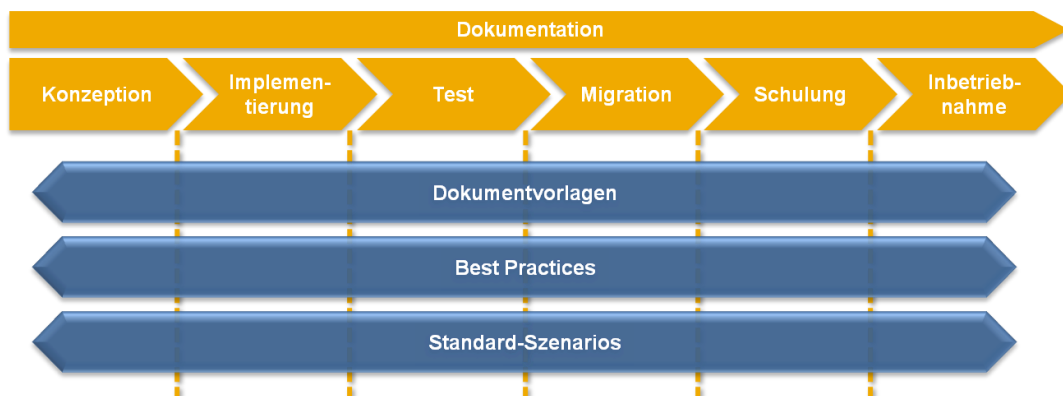 Dokumentation
Konzeption
Implemen-
tierung
Test
Migration
Schulung
Inbetrieb-
nahme
Dokumentvorlagen
Best Practices
Standard-Szenarios